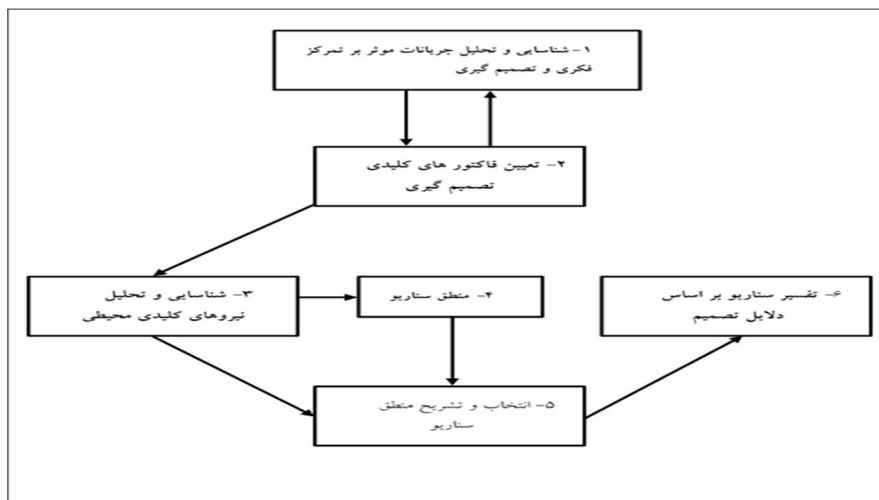 ۱- شناسایی و تحلیل جریانات موثر بر تمرکز
فکری و تصمیم گیری
۲- تعیین فاکتور های کلیدی
تصمیم گیری
۳- شناسایی و تحلیل
نیروهای کلیدی محیطی
۴- منطق سناریو
۵- انتخاب و تشریح منطق
سناریو
۶- تفسیر سناریو بر اساس
دلایل تصمیم